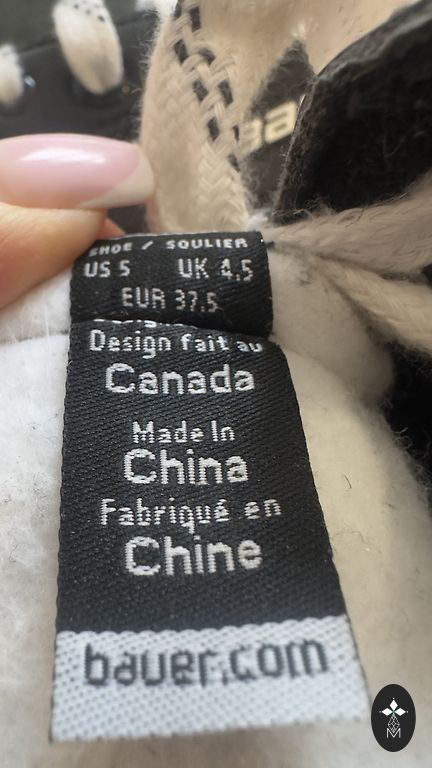 SHOE / SOULIER
US 5 UK 4.5
EUR 37.5
Design fait au
Canada
Made In
China
Fabriqué en
Chine
bauer.com